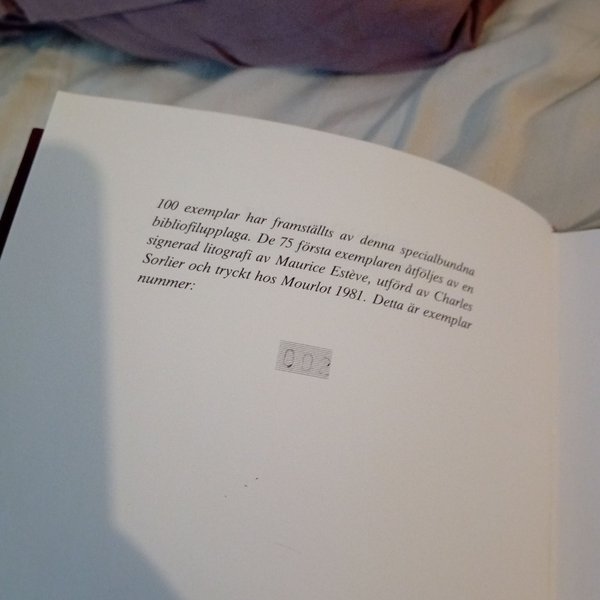 100 exemplar har framställts av denna specialbundna
bibliofilupplaga. De 75 första exemplaren åtföljes av en
signerad litografi av Maurice Estève, utförd av Charles
Sorlier och tryckt hos Mourlot 1981. Detta är exemplar
nummer:
002